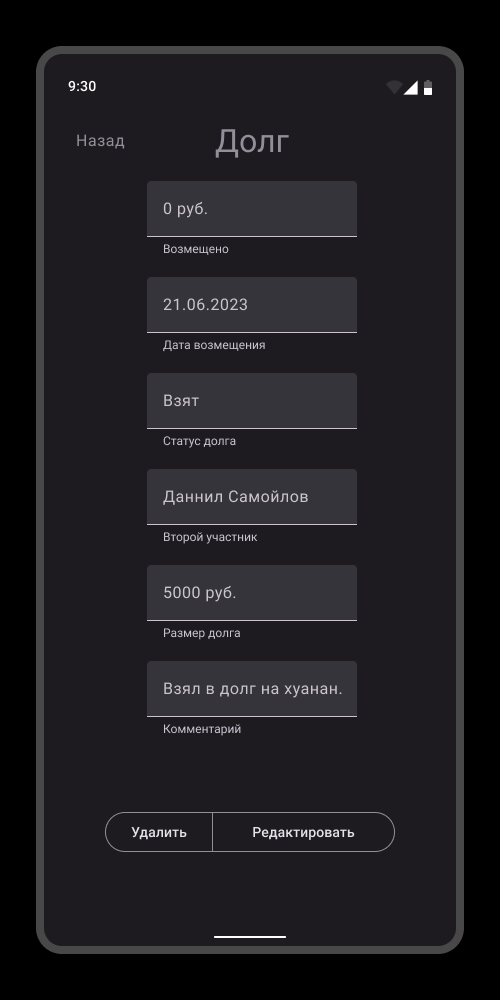 9:30
Назад
Долг
0 руб.
Возмещено
21.06.2023
Дата возмещения
Взят
Статус долга
Даннил Самойлов
Второй участник
5000 руб.
Размер долга
Взял в долг на хуанан.
Комментарий
Удалить
Редактировать